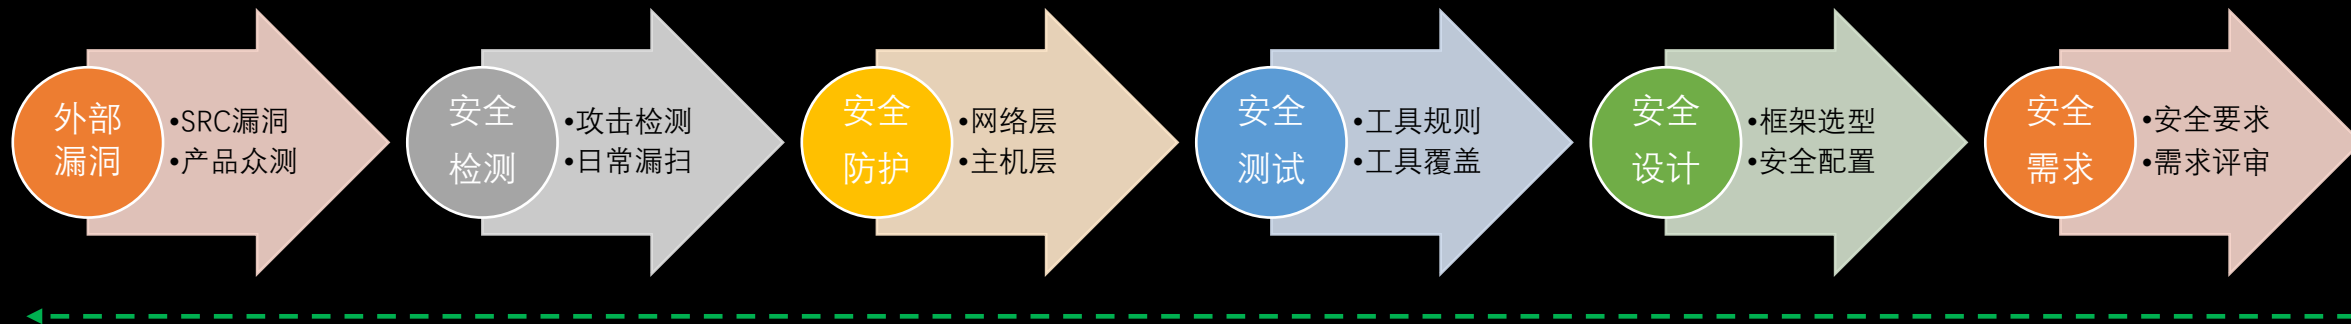 外部
漏洞
•SRC漏洞
•产品众测
安全
检测
•攻击检测
•日常漏扫
安全
防护
•网络层
•主机层
安全
测试
•工具规则
•工具覆盖
安全
设计
•框架选型
•安全配置
安全
需求
•安全要求
•需求评审